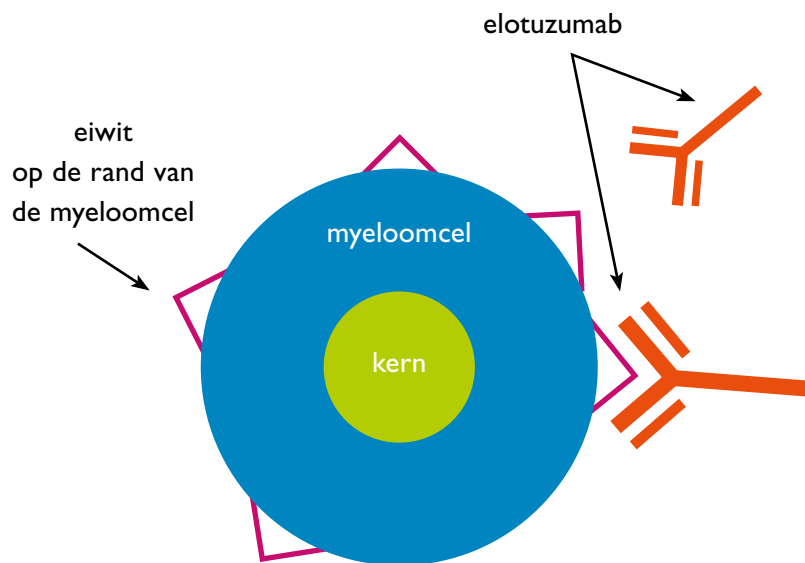 elotuzumab
eiwit
op de rand van
de myeloomcel
myeloomcel
kern